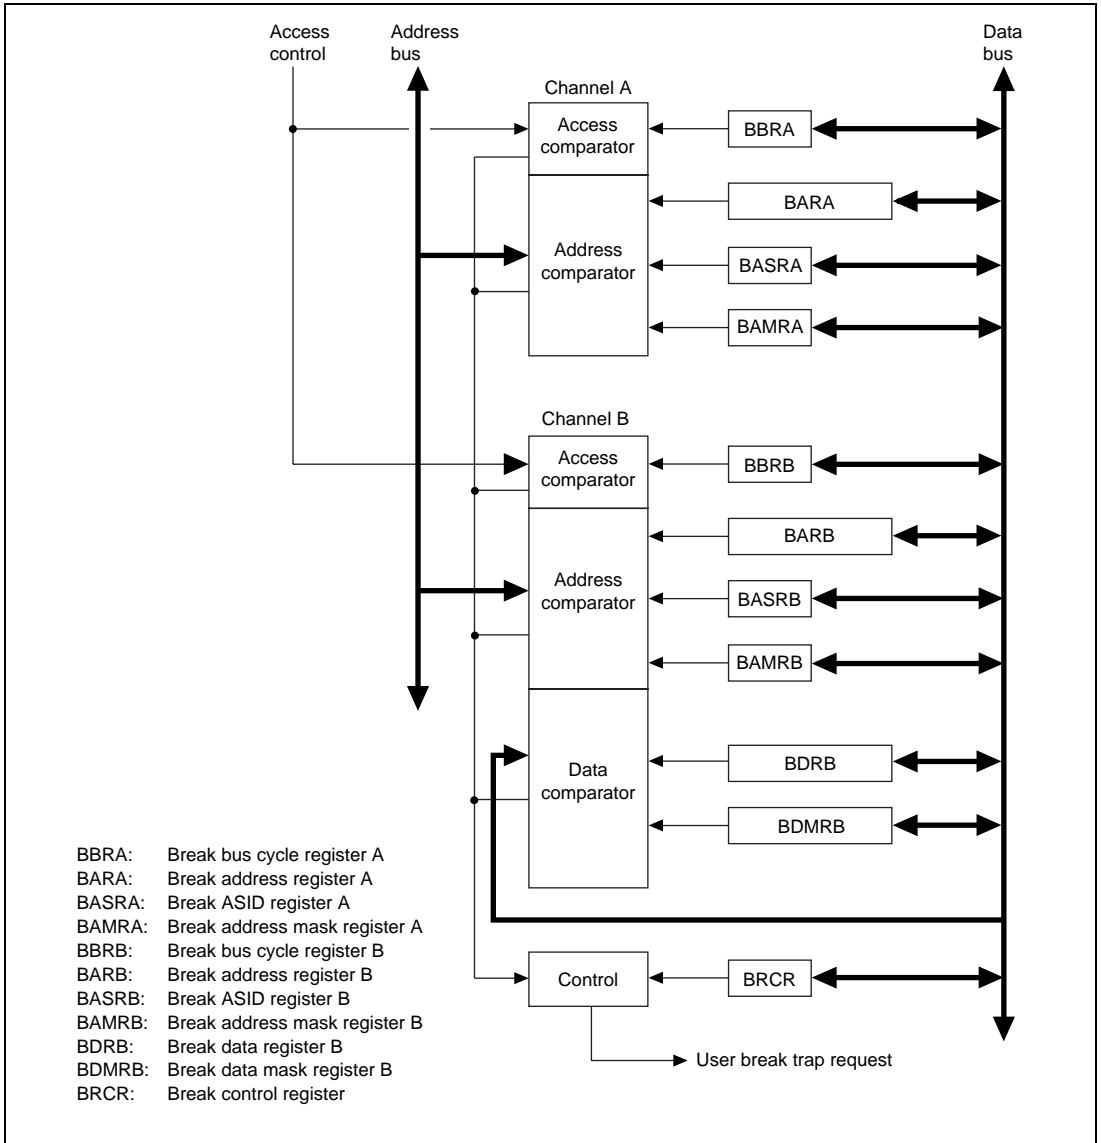 Access
control
Address
bus
Data
bus
Channel A
Access
comparator
BBRA
BARA
Address
comparator
BASRA
BAMRA
Channel B
Access
comparator
BBRB
BARB
Address
comparator
BASRB
BAMRB
Data
comparator
BDRB
BDMRB
Control
BRCR
User break trap request
BBRA: Break bus cycle register A
BARA: Break address register A
BASRA: Break ASID register A
BAMRA: Break address mask register A
BBRB: Break bus cycle register B
BARB: Break address register B
BASRB: Break ASID register B
BAMRB: Break address mask register B
BDRB: Break data register B
BDMRB: Break data mask register B
BRCR: Break control register